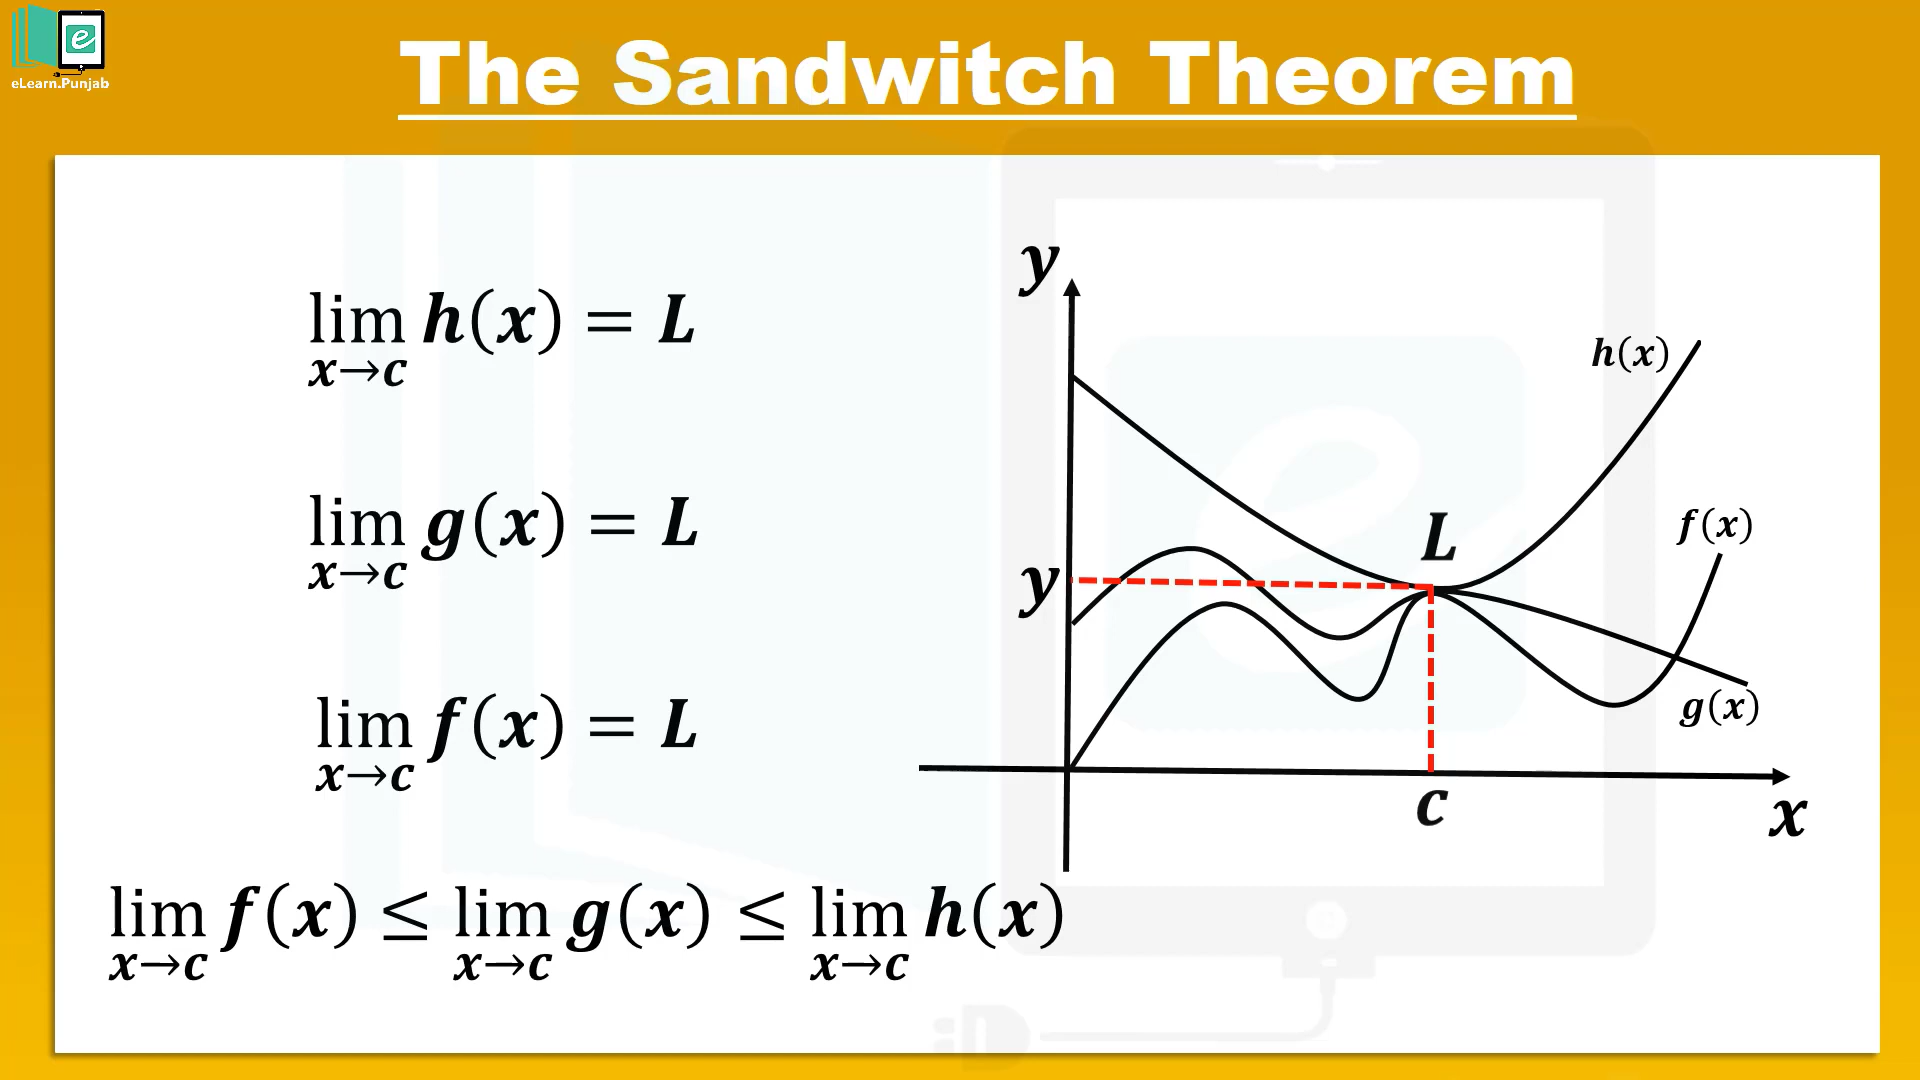 eLearn.Punjab
The Sandwitch Theorem
lim h(x) = L
x→c
lim g(x) = L
x→c
lim f(x) = L
x→c
lim f(x) ≤ lim g(x) ≤ lim h(x)
x→c x→c x→c
y
h(x)
f(x)
L
y
g(x)
c
x